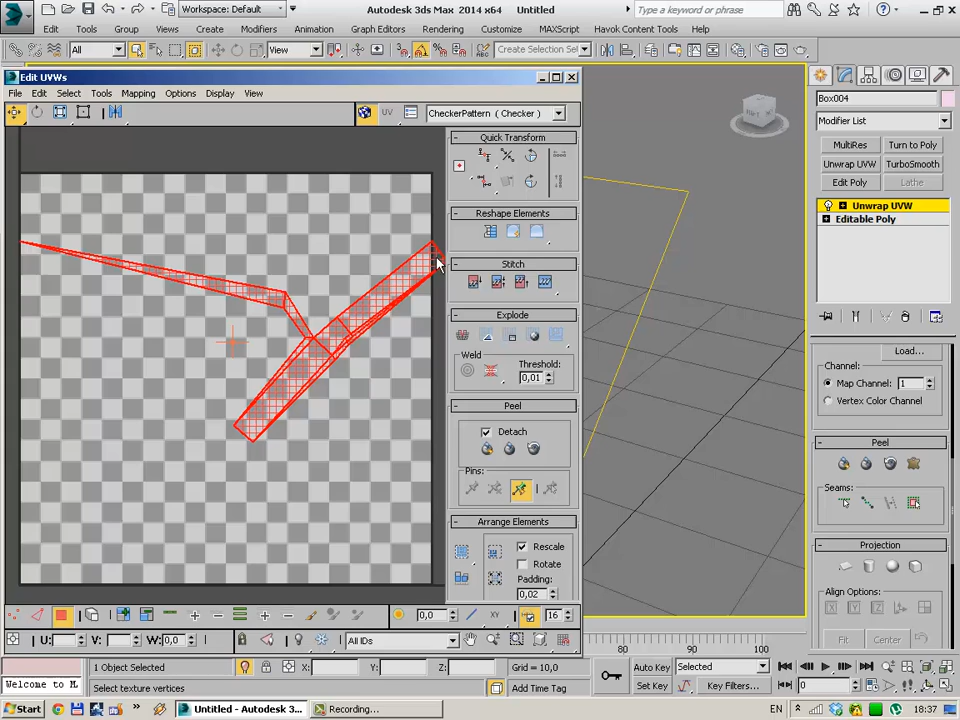 Workspace: Default
Autodesk 3ds Max 2014 x64
Untitled
Type a keyword or phrase
Edit
Tools
Group
Views
Create
Modifiers
Animation
Graph Editors
Rendering
Customize
MAXScript
Havok Content Tools
Help
All
View
Create Selection Se
Edit UVWs
File
Edit
Select
Tools
Mapping
Options
Display
View
UV
CheckerPattern ( Checker )
Quick Transform
Reshape Elements
Stitch
Explode
Weld
Threshold:
0,01
Peel
Detach
Pins:
Arrange Elements
Rescale
Rotate
Padding:
0,02
0,0
XY
16
U:
V:
W:
0,0
All IDs
Box004
Modifier List
MultiRes
Turn to Poly
Unwrap UVW
TurboSmooth
Edit Poly
Lathe
Unwrap UVW
Editable Poly
Load...
Channel:
Map Channel:
1
Vertex Color Channel
Peel
Seams:
Projection
Align Options:
X
Y
Z
Fit
Center
80
90
100
1 Object Selected
X:
Y:
Z:
Grid = 10,0
Auto Key
Selected
Welcome to M
Select texture vertices
Add Time Tag
Set Key
Key Filters...
0
Start
Untitled - Autodesk 3ds M...
Recording...
EN
18:37